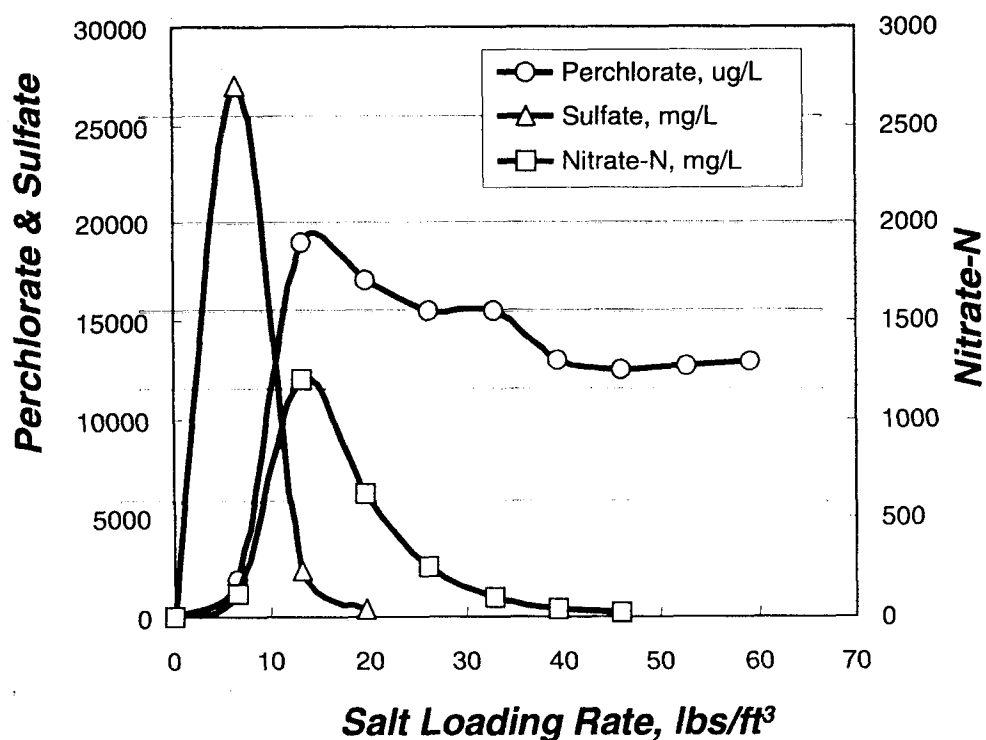 Perchlorate & Sulfate
30000
25000
20000
15000
10000
5000
0
Perchlorate, ug/L
Sulfate, mg/L
Nitrate-N, mg/L
3000
2500
2000
1500
1000
500
0
Nitrate-N
0 10 20 30 40 50 60 70
Salt Loading Rate, lbs/ft³